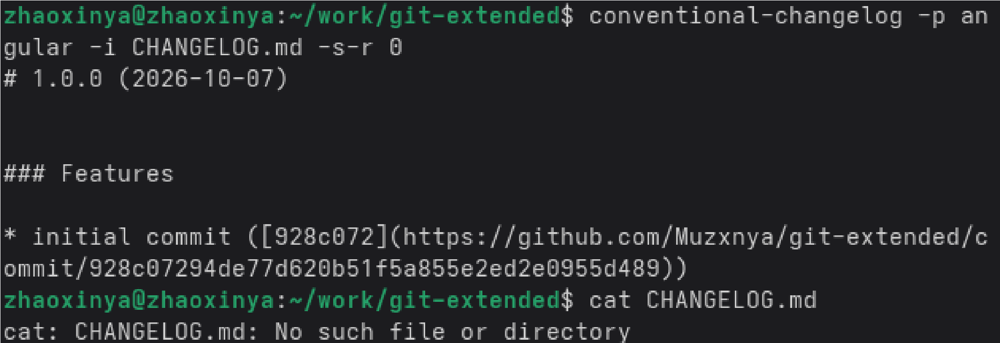 zhaoxinya@zhaoxinya:~/work/git-extended$ conventional-changelog -p an
gular -i CHANGELOG.md -s-r 0
# 1.0.0 (2026-10-07)
### Features
* initial commit ([928c072](https://github.com/Muzxnya/git-extended/c
ommit/928c07294de77d620b51f5a855e2ed2e0955d489))
zhaoxinya@zhaoxinya:~/work/git-extended$ cat CHANGELOG.md
cat: CHANGELOG.md: No such file or directory